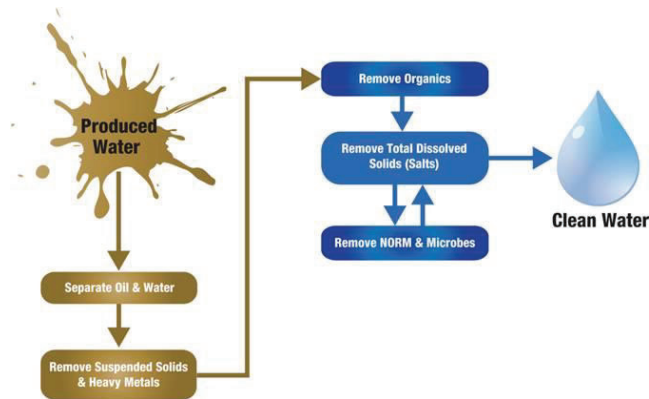 Produced
Water
Separate Oil & Water
Remove Suspended Solids
& Heavy Metals
Remove Organics
Remove Total Dissolved
Solids (Salts)
Remove NORM & Microbes
Clean Water